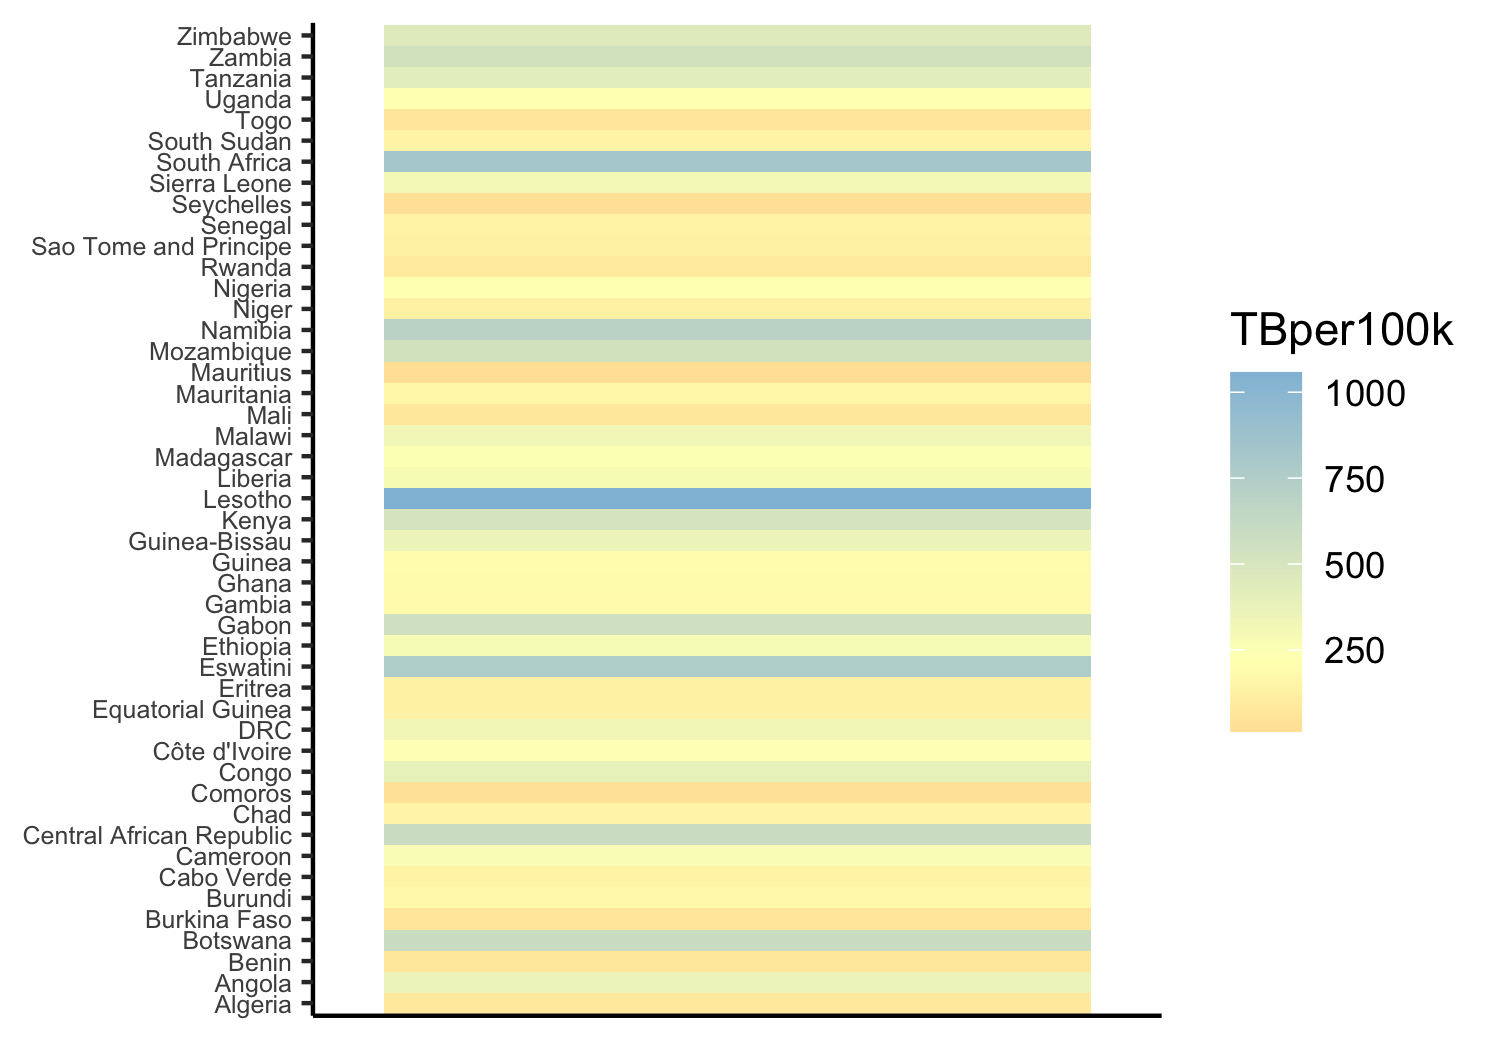 Zimbabwe
Zambia
Tanzania
Uganda
Togo
South Sudan
South Africa
Sierra Leone
Seychelles
Senegal
Sao Tome and Principe
Rwanda
Nigeria
Niger
Namibia
Mozambique
Mauritius
Mauritania
Mali
Malawi
Madagascar
Liberia
Lesotho
Kenya
Guinea-Bissau
Guinea
Ghana
Gambia
Gabon
Ethiopia
Eswatini
Eritrea
Equatorial Guinea
DRC
Côte d'Ivoire
Congo
Comoros
Chad
Central African Republic
Cameroon
Cabo Verde
Burundi
Burkina Faso
Botswana
Benin
Angola
Algeria
TBper100k
1000
750
500
250